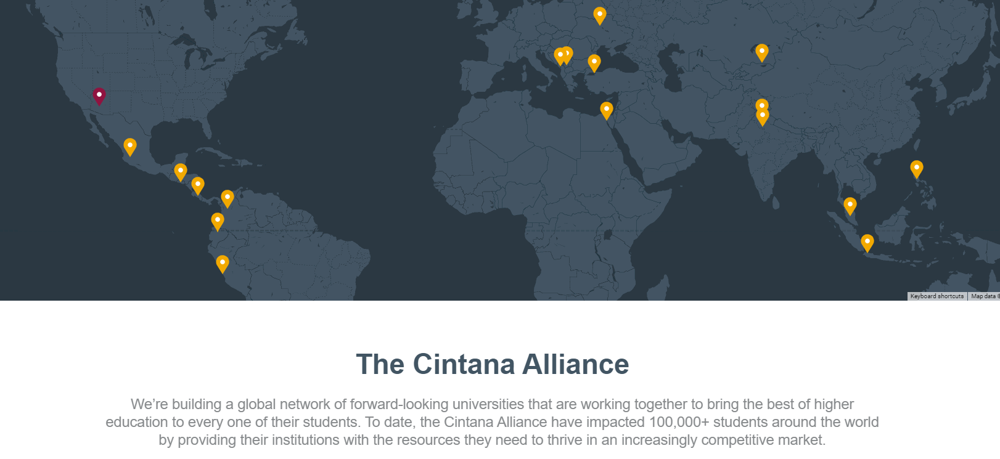 Keyboard shortcuts
Map data ©
The Cintana Alliance
We’re building a global network of forward-looking universities that are working together to bring the best of higher
education to every one of their students. To date, the Cintana Alliance have impacted 100,000+ students around the world
by providing their institutions with the resources they need to thrive in an increasingly competitive market.